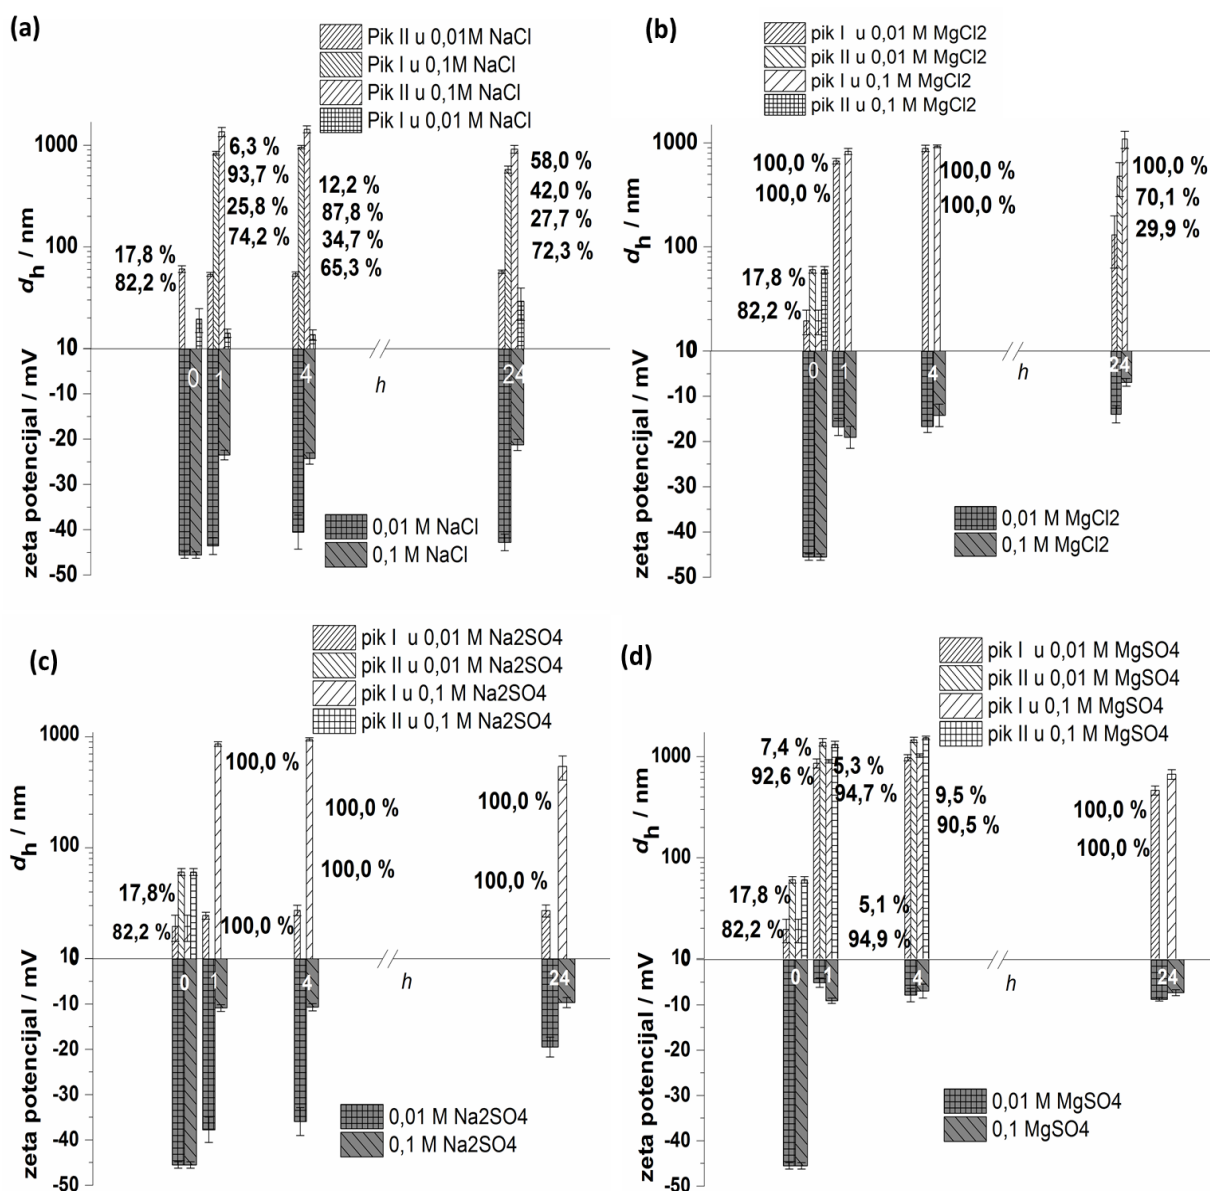 (a)
Pik II u 0,01M NaCl
Pik I u 0,1M NaCl
Pik II u 0,1M NaCl
Pik I u 0,01 M NaCl
dh / nm
1000
100
10
17,8 %
82,2 %
6,3 %
93,7 %
25,8 %
74,2 %
12,2 %
87,8 %
34,7 %
65,3 %
58,0 %
42,0 %
27,7 %
72,3 %
0
1
4
24
h
zeta potencijal / mV
0
-10
-20
-30
-40
-50
0,01 M NaCl
0,1 M NaCl
(b)
pik I u 0,01 M MgCl2
pik II u 0,01 M MgCl2
pik I u 0,1 M MgCl2
pik II u 0,1 M MgCl2
dh / nm
1000
100
10
17,8 %
82,2 %
100,0 %
100,0 %
100,0 %
100,0 %
100,0 %
70,1 %
29,9 %
0
1
4
24
h
zeta potencijal / mV
0
-10
-20
-30
-40
-50
0,01 M MgCl2
0,1 M MgCl2
(c)
pik I u 0,01 M Na2SO4
pik II u 0,01 M Na2SO4
pik I u 0,1 M Na2SO4
pik II u 0,1 M Na2SO4
dh / nm
1000
100
10
17,8%
82,2 %
100,0 %
100,0 %
100,0 %
100,0 %
100,0 %
100,0 %
0
1
4
24
h
zeta potencijal / mV
0
-10
-20
-30
-40
-50
0,01 M Na2SO4
0,1 M Na2SO4
(d)
pik I u 0,01 M MgSO4
pik II u 0,01 M MgSO4
pik I u 0,1 M MgSO4
pik II u 0,1 M MgSO4
dh / nm
1000
100
10
17,8 %
82,2 %
7,4 %
92,6 %
5,3 %
94,7 %
5,1 %
94,9 %
9,5 %
90,5 %
100,0 %
100,0 %
0
1
4
24
h
zeta potencijal / mV
0
-10
-20
-30
-40
-50
0,01 M MgSO4
0,1 MgSO4